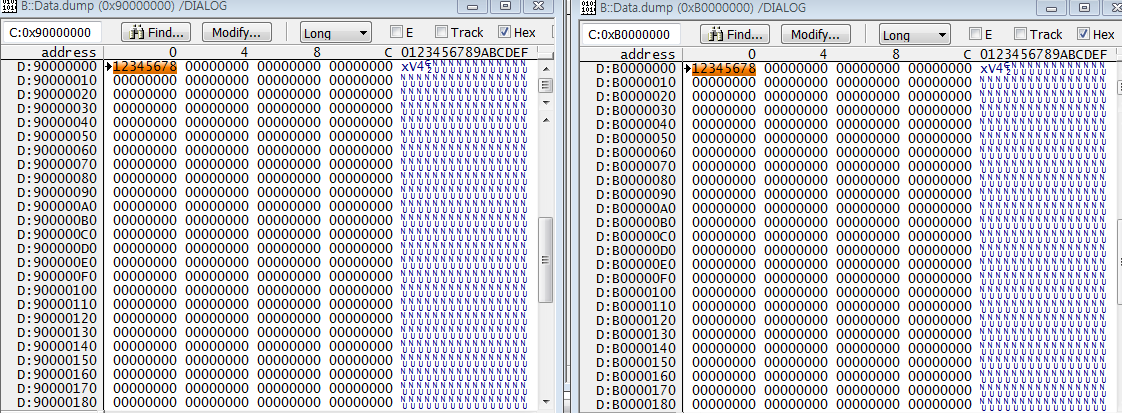 B::Data.dump (0x90000000) /DIALOG
C:0x90000000 Find... Modify... Long E Track Hex
address 0 4 8 C 0123456789ABCDEF
D:90000000 12345678 00000000 00000000 00000000 xV4
D:90000010 00000000 00000000 00000000 00000000
D:90000020 00000000 00000000 00000000 00000000
D:90000030 00000000 00000000 00000000 00000000
D:90000040 00000000 00000000 00000000 00000000
D:90000050 00000000 00000000 00000000 00000000
D:90000060 00000000 00000000 00000000 00000000
D:90000070 00000000 00000000 00000000 00000000
D:90000080 00000000 00000000 00000000 00000000
D:90000090 00000000 00000000 00000000 00000000
D:900000A0 00000000 00000000 00000000 00000000
D:900000B0 00000000 00000000 00000000 00000000
D:900000C0 00000000 00000000 00000000 00000000
D:900000D0 00000000 00000000 00000000 00000000
D:900000E0 00000000 00000000 00000000 00000000
D:900000F0 00000000 00000000 00000000 00000000
D:90000100 00000000 00000000 00000000 00000000
D:90000110 00000000 00000000 00000000 00000000
D:90000120 00000000 00000000 00000000 00000000
D:90000130 00000000 00000000 00000000 00000000
D:90000140 00000000 00000000 00000000 00000000
D:90000150 00000000 00000000 00000000 00000000
D:90000160 00000000 00000000 00000000 00000000
D:90000170 00000000 00000000 00000000 00000000
D:90000180 00000000 00000000 00000000 00000000
B::Data.dump (0xB0000000) /DIALOG
C:0xB0000000 Find... Modify... Long E Track Hex
address 0 4 8 C 0123456789ABCDEF
D:B0000000 12345678 00000000 00000000 00000000 xV4
D:B0000010 00000000 00000000 00000000 00000000
D:B0000020 00000000 00000000 00000000 00000000
D:B0000030 00000000 00000000 00000000 00000000
D:B0000040 00000000 00000000 00000000 00000000
D:B0000050 00000000 00000000 00000000 00000000
D:B0000060 00000000 00000000 00000000 00000000
D:B0000070 00000000 00000000 00000000 00000000
D:B0000080 00000000 00000000 00000000 00000000
D:B0000090 00000000 00000000 00000000 00000000
D:B00000A0 00000000 00000000 00000000 00000000
D:B00000B0 00000000 00000000 00000000 00000000
D:B00000C0 00000000 00000000 00000000 00000000
D:B00000D0 00000000 00000000 00000000 00000000
D:B00000E0 00000000 00000000 00000000 00000000
D:B00000F0 00000000 00000000 00000000 00000000
D:B0000100 00000000 00000000 00000000 00000000
D:B0000110 00000000 00000000 00000000 00000000
D:B0000120 00000000 00000000 00000000 00000000
D:B0000130 00000000 00000000 00000000 00000000
D:B0000140 00000000 00000000 00000000 00000000
D:B0000150 00000000 00000000 00000000 00000000
D:B0000160 00000000 00000000 00000000 00000000
D:B0000170 00000000 00000000 00000000 00000000
D:B0000180 00000000 00000000 00000000 00000000